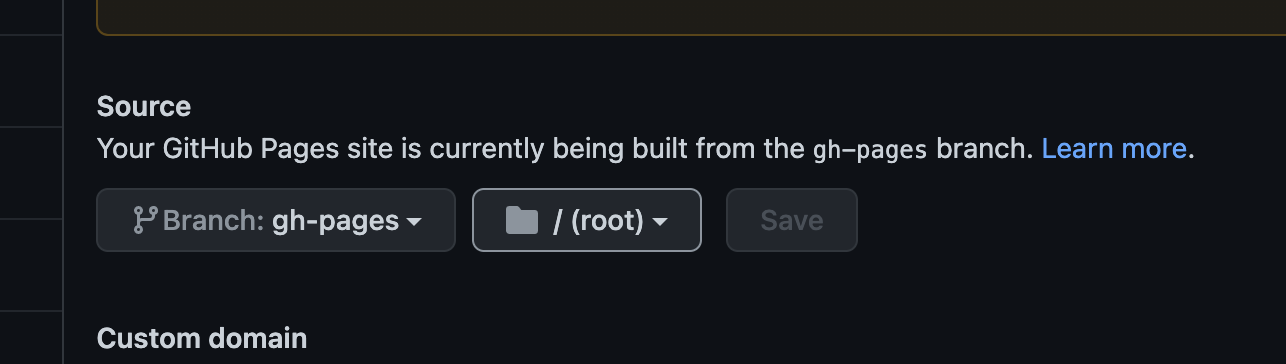 Source
Your GitHub Pages site is currently being built from the gh-pages branch. Learn more.
Branch: gh-pages
/ (root)
Save
Custom domain